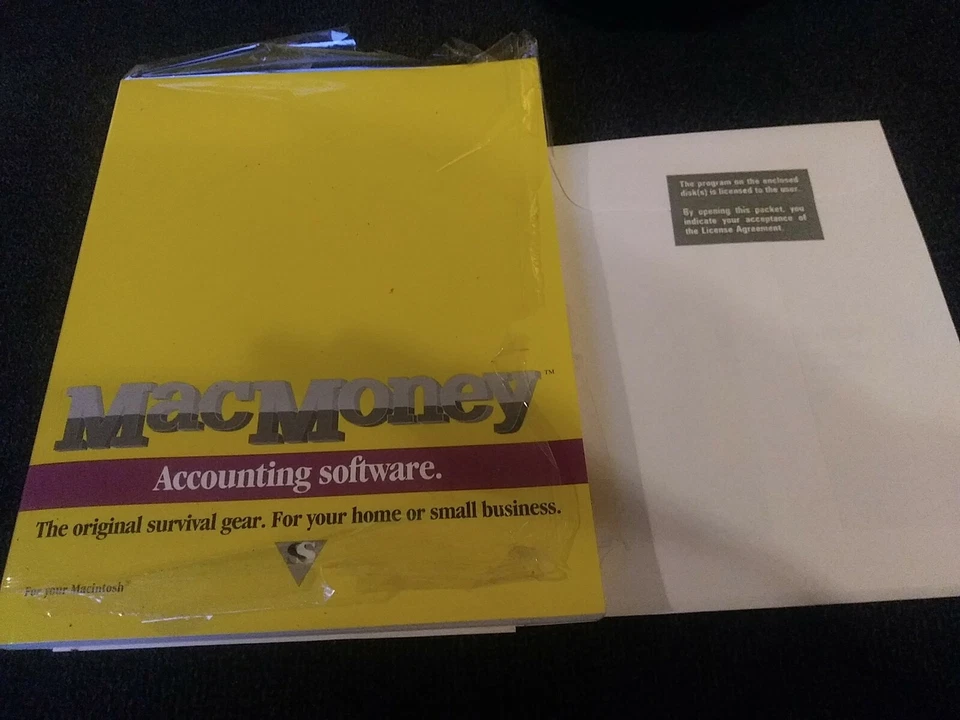 MacMoney™
Accounting software.
The original survival gear. For your home or small business.
S
For your Macintosh®
The program on the enclosed
disk(s) is licensed to the user.
By opening this packet, you
indicate your acceptance of
the License Agreement.